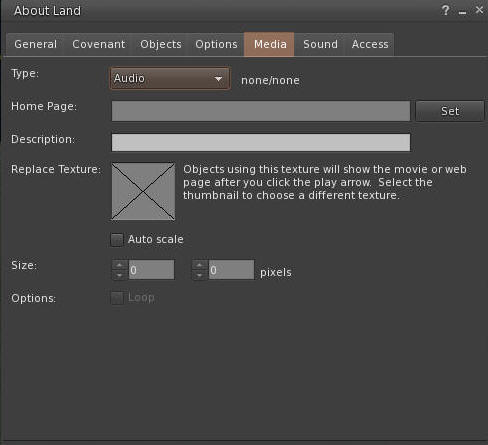 About Land
? _ ×
General Covenant Objects Options Media Sound Access
Type: Audio none/none
Home Page: Set
Description:
Replace Texture: Objects using this texture will show the movie or web
page after you click the play arrow. Select the
thumbnail to choose a different texture.
Auto scale
Size: 0 0 pixels
Options: Loop